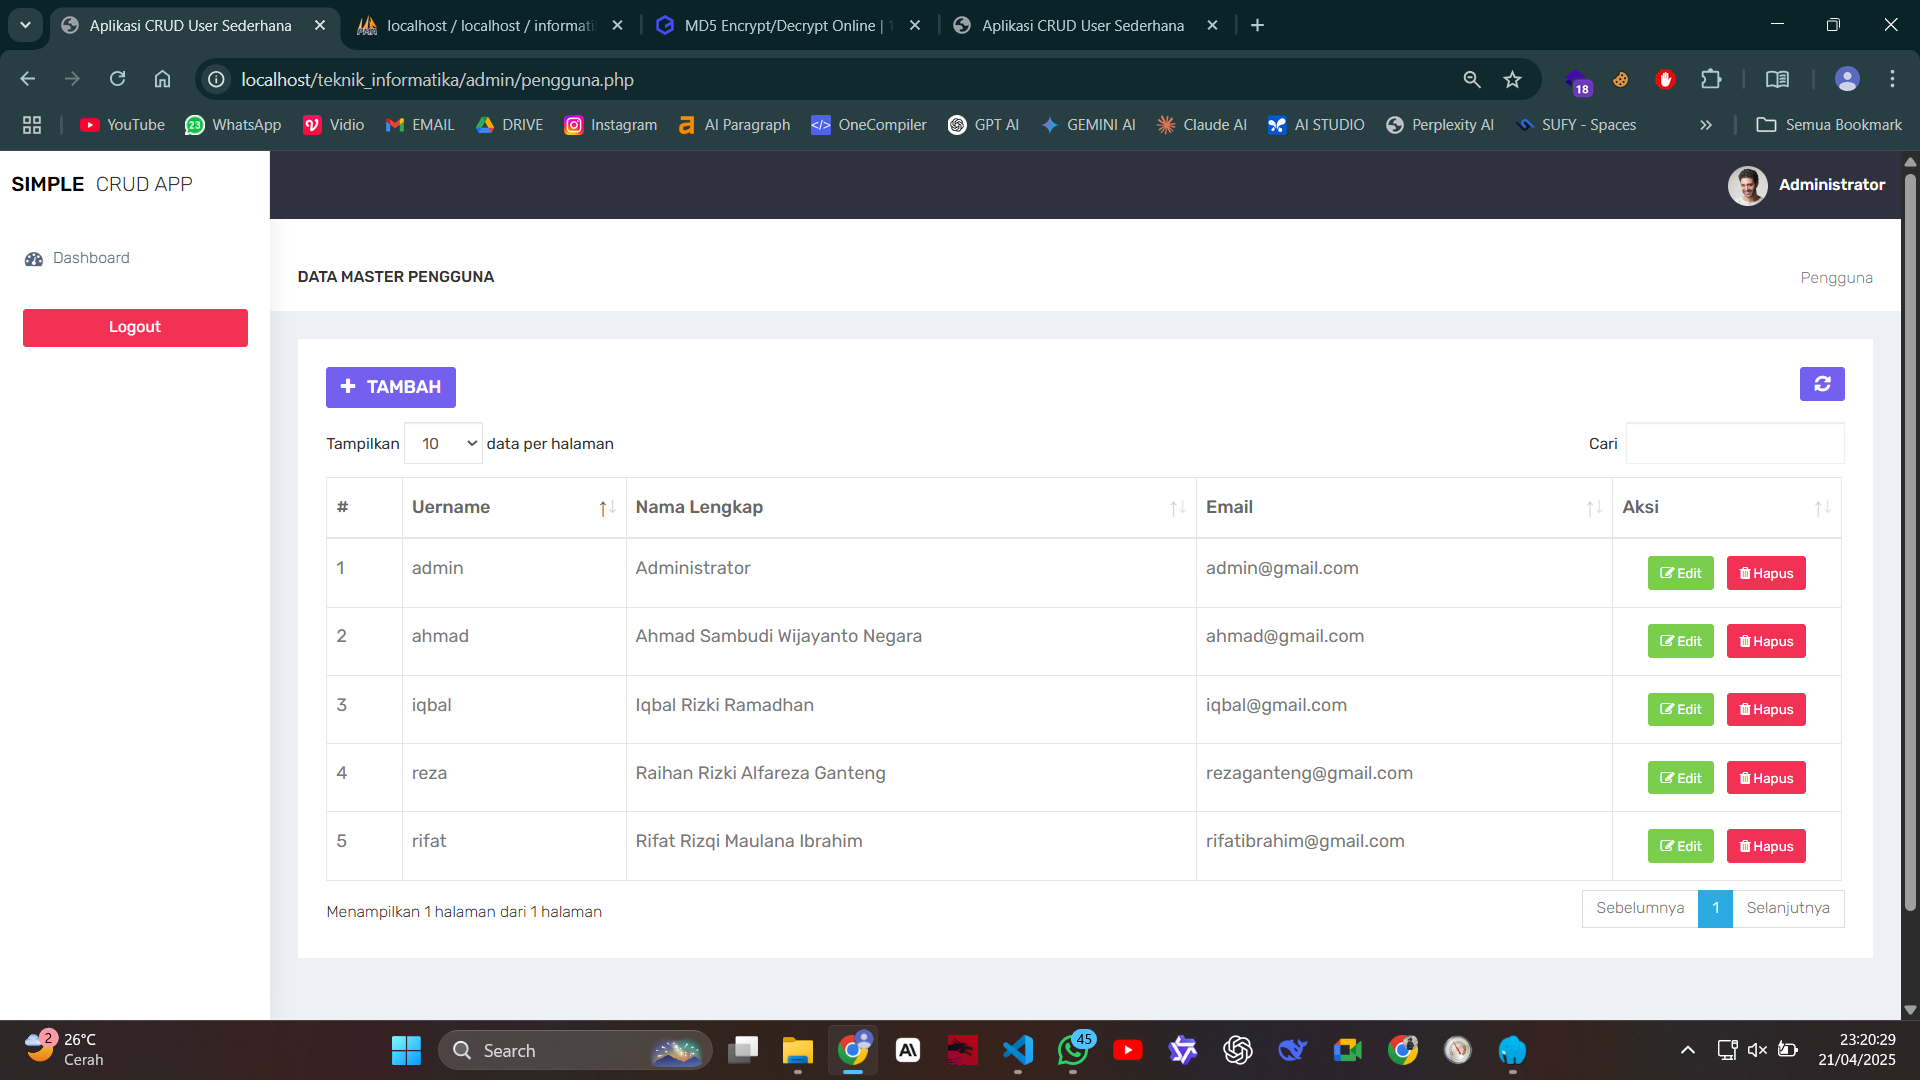 Aplikasi CRUD User Sederhana
localhost / localhost / informati
MD5 Encrypt/Decrypt Online |
Aplikasi CRUD User Sederhana
localhost/teknik_informatika/admin/pengguna.php
18
YouTube
23
WhatsApp
Vidio
EMAIL
DRIVE
Instagram
AI Paragraph
OneCompiler
GPT AI
GEMINI AI
Claude AI
AI STUDIO
Perplexity AI
SUFY - Spaces
»
Semua Bookmark
SIMPLE CRUD APP
Administrator
Dashboard
Logout
DATA MASTER PENGGUNA
Pengguna
+ TAMBAH
Tampilkan 10 data per halaman
Cari
# Uername Nama Lengkap Email Aksi
1 admin Administrator admin@gmail.com Edit Hapus
2 ahmad Ahmad Sambudi Wijayanto Negara ahmad@gmail.com Edit Hapus
3 iqbal Iqbal Rizki Ramadhan iqbal@gmail.com Edit Hapus
4 reza Raihan Rizki Alfareza Ganteng rezaganteng@gmail.com Edit Hapus
5 rifat Rifat Rizqi Maulana Ibrahim rifatibrahim@gmail.com Edit Hapus
Menampilkan 1 halaman dari 1 halaman
Sebelumnya 1 Selanjutnya
2
26°C
Cerah
Search
45
23:20:29
21/04/2025